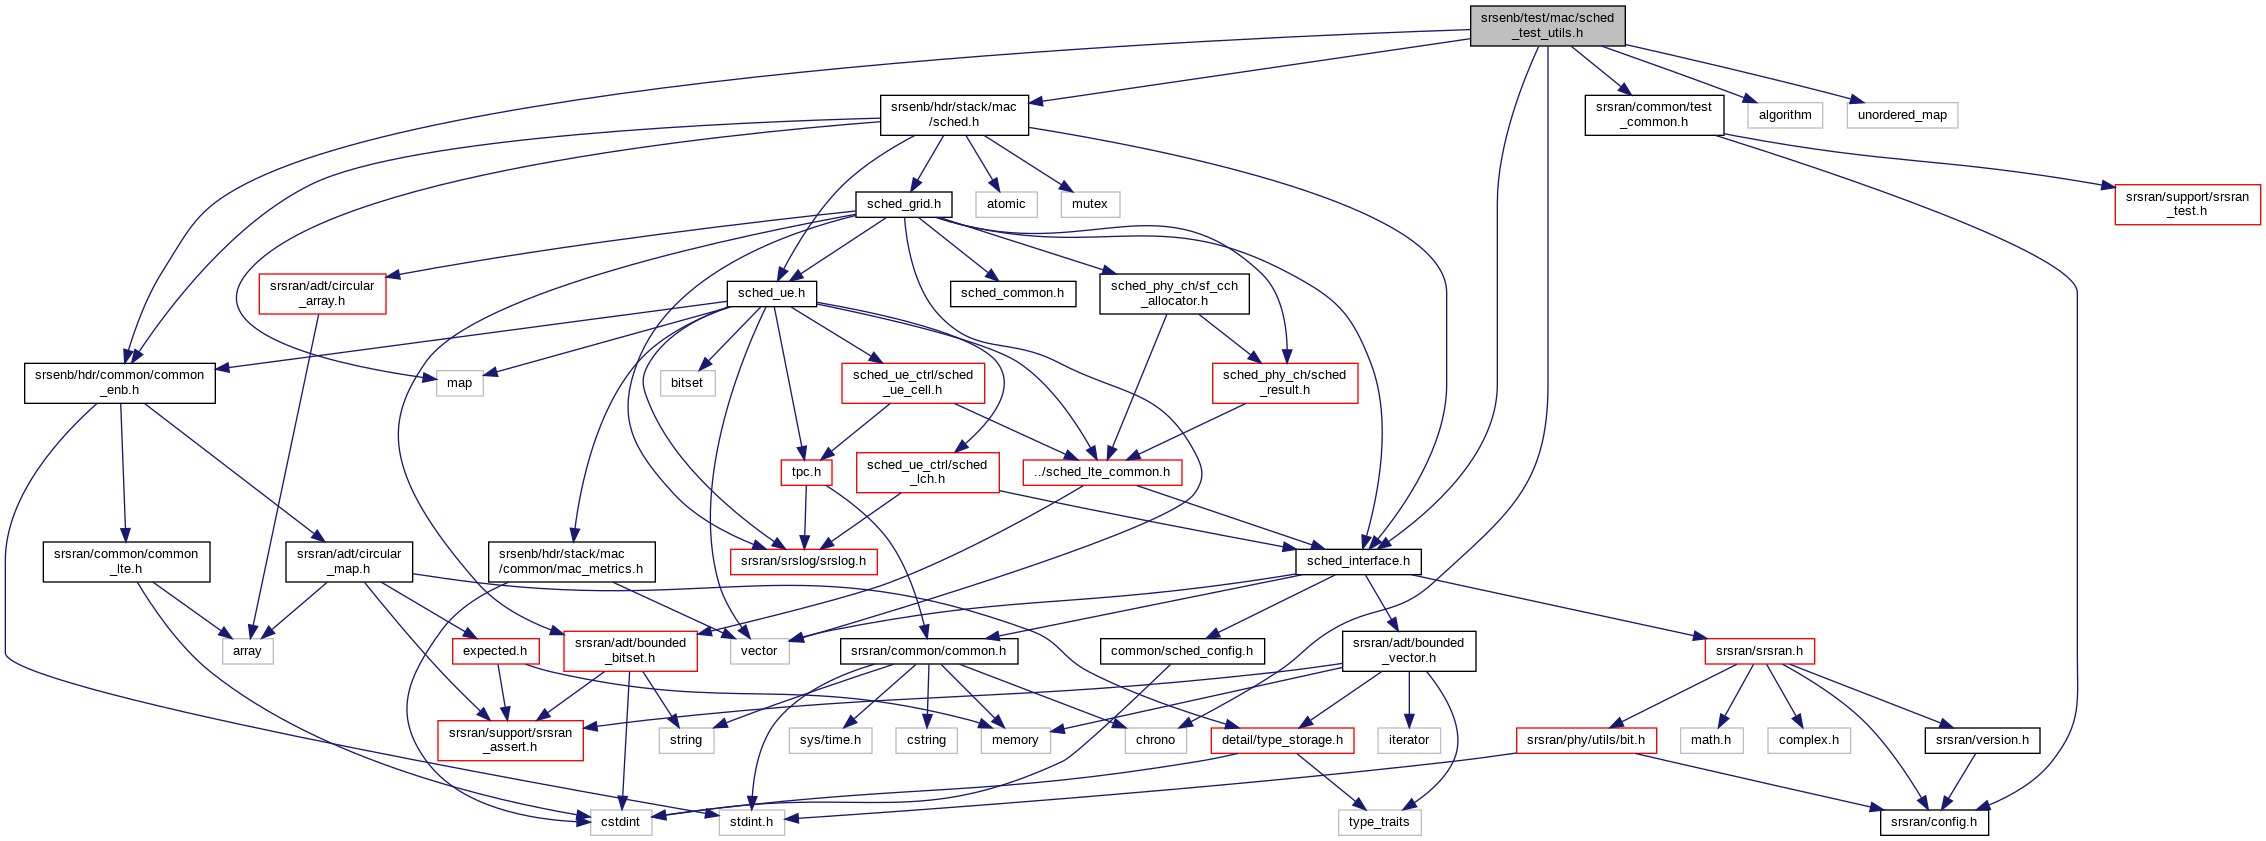 srsenb/test/mac/sched
_test_utils.h
srsenb/hdr/stack/mac
/sched.h
srsran/common/test
_common.h
algorithm
unordered_map
sched_grid.h
atomic
mutex
srsran/support/srsran
_test.h
srsran/adt/circular
_array.h
sched_ue.h
sched_common.h
sched_phy_ch/sf_cch
_allocator.h
srsenb/hdr/common/common
_enb.h
map
bitset
sched_ue_ctrl/sched
_ue_cell.h
sched_phy_ch/sched
_result.h
tpc.h
sched_ue_ctrl/sched
_lch.h
../sched_lte_common.h
srsran/common/common
_lte.h
srsran/adt/circular
_map.h
srsenb/hdr/stack/mac
/common/mac_metrics.h
srsran/srslog/srslog.h
sched_interface.h
array
expected.h
srsran/adt/bounded
_bitset.h
vector
srsran/common/common.h
common/sched_config.h
srsran/adt/bounded
_vector.h
srsran/srsran.h
srsran/support/srsran
_assert.h
string
sys/time.h
cstring
memory
chrono
detail/type_storage.h
iterator
srsran/phy/utils/bit.h
math.h
complex.h
srsran/version.h
cstdint
stdint.h
type_traits
srsran/config.h